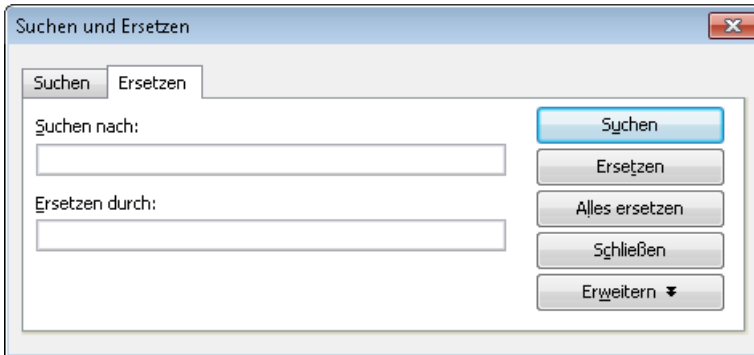 Suchen und Ersetzen
Suchen Ersetzen
Suchen nach:
Suchen
Ersetzen
Ersetzen durch:
Alles ersetzen
Schließen
Erweitern